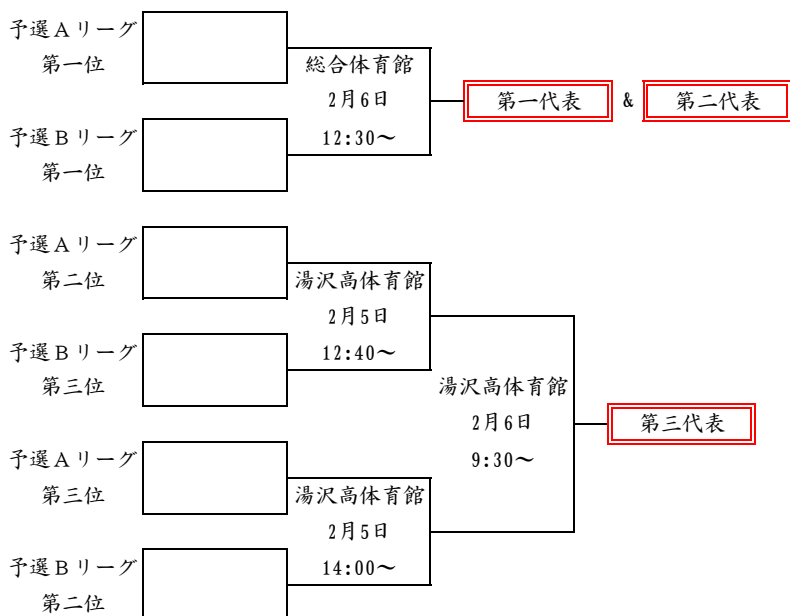 予選Aリーグ
第一位
総合体育館
2月6日
12:30～
第一代表 & 第二代表
予選Bリーグ
第一位
予選Aリーグ
第二位
湯沢高体育館
2月5日
12:40～
予選Bリーグ
第三位
湯沢高体育館
2月6日
9:30～
第三代表
予選Aリーグ
第三位
湯沢高体育館
2月5日
14:00～
予選Bリーグ
第二位